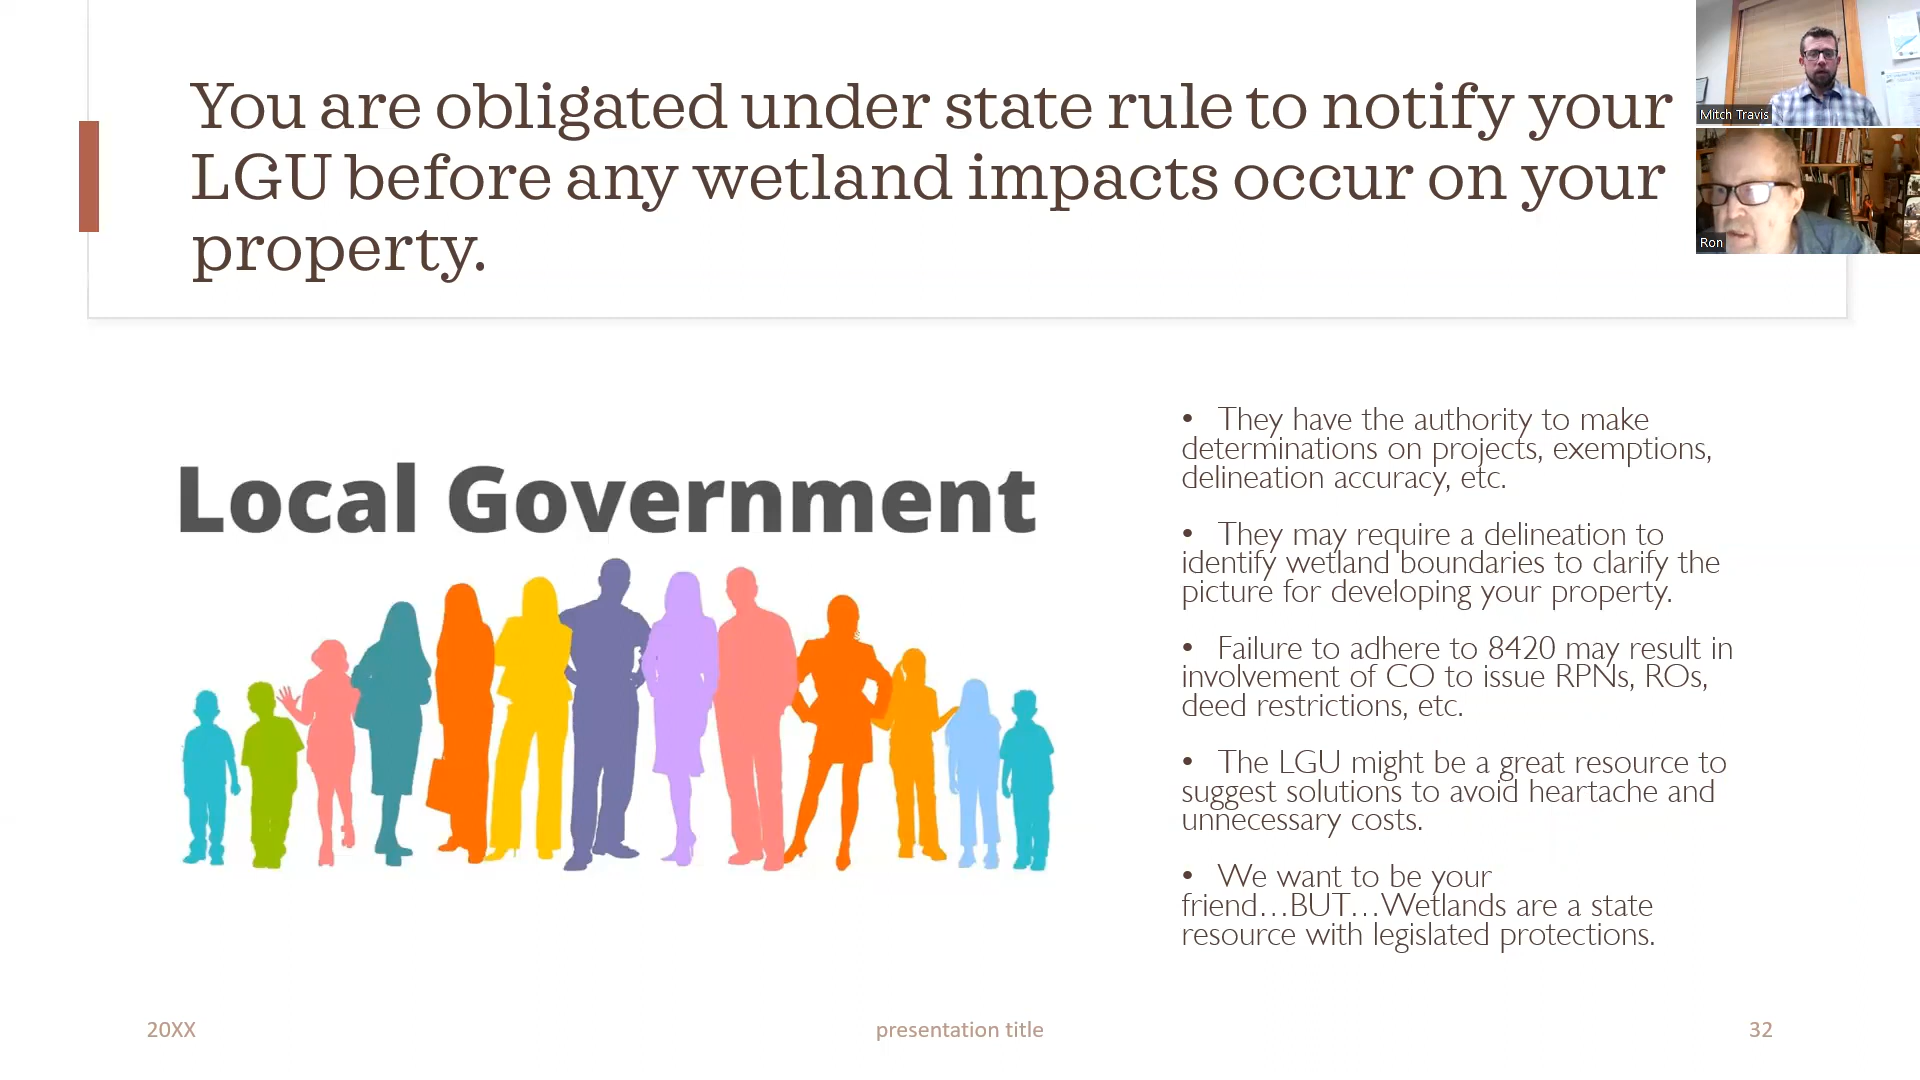 You are obligated under state rule to notify your
LGU before any wetland impacts occur on your
property.
Mitch Travis
Ron
Local Government
• They have the authority to make
determinations on projects, exemptions,
delineation accuracy, etc.
• They may require a delineation to
identify wetland boundaries to clarify the
picture for developing your property.
• Failure to adhere to 8420 may result in
involvement of CO to issue RPNs, ROs,
deed restrictions, etc.
• The LGU might be a great resource to
suggest solutions to avoid heartache and
unnecessary costs.
• We want to be your
friend…BUT…Wetlands are a state
resource with legislated protections.
20XX
presentation title
32